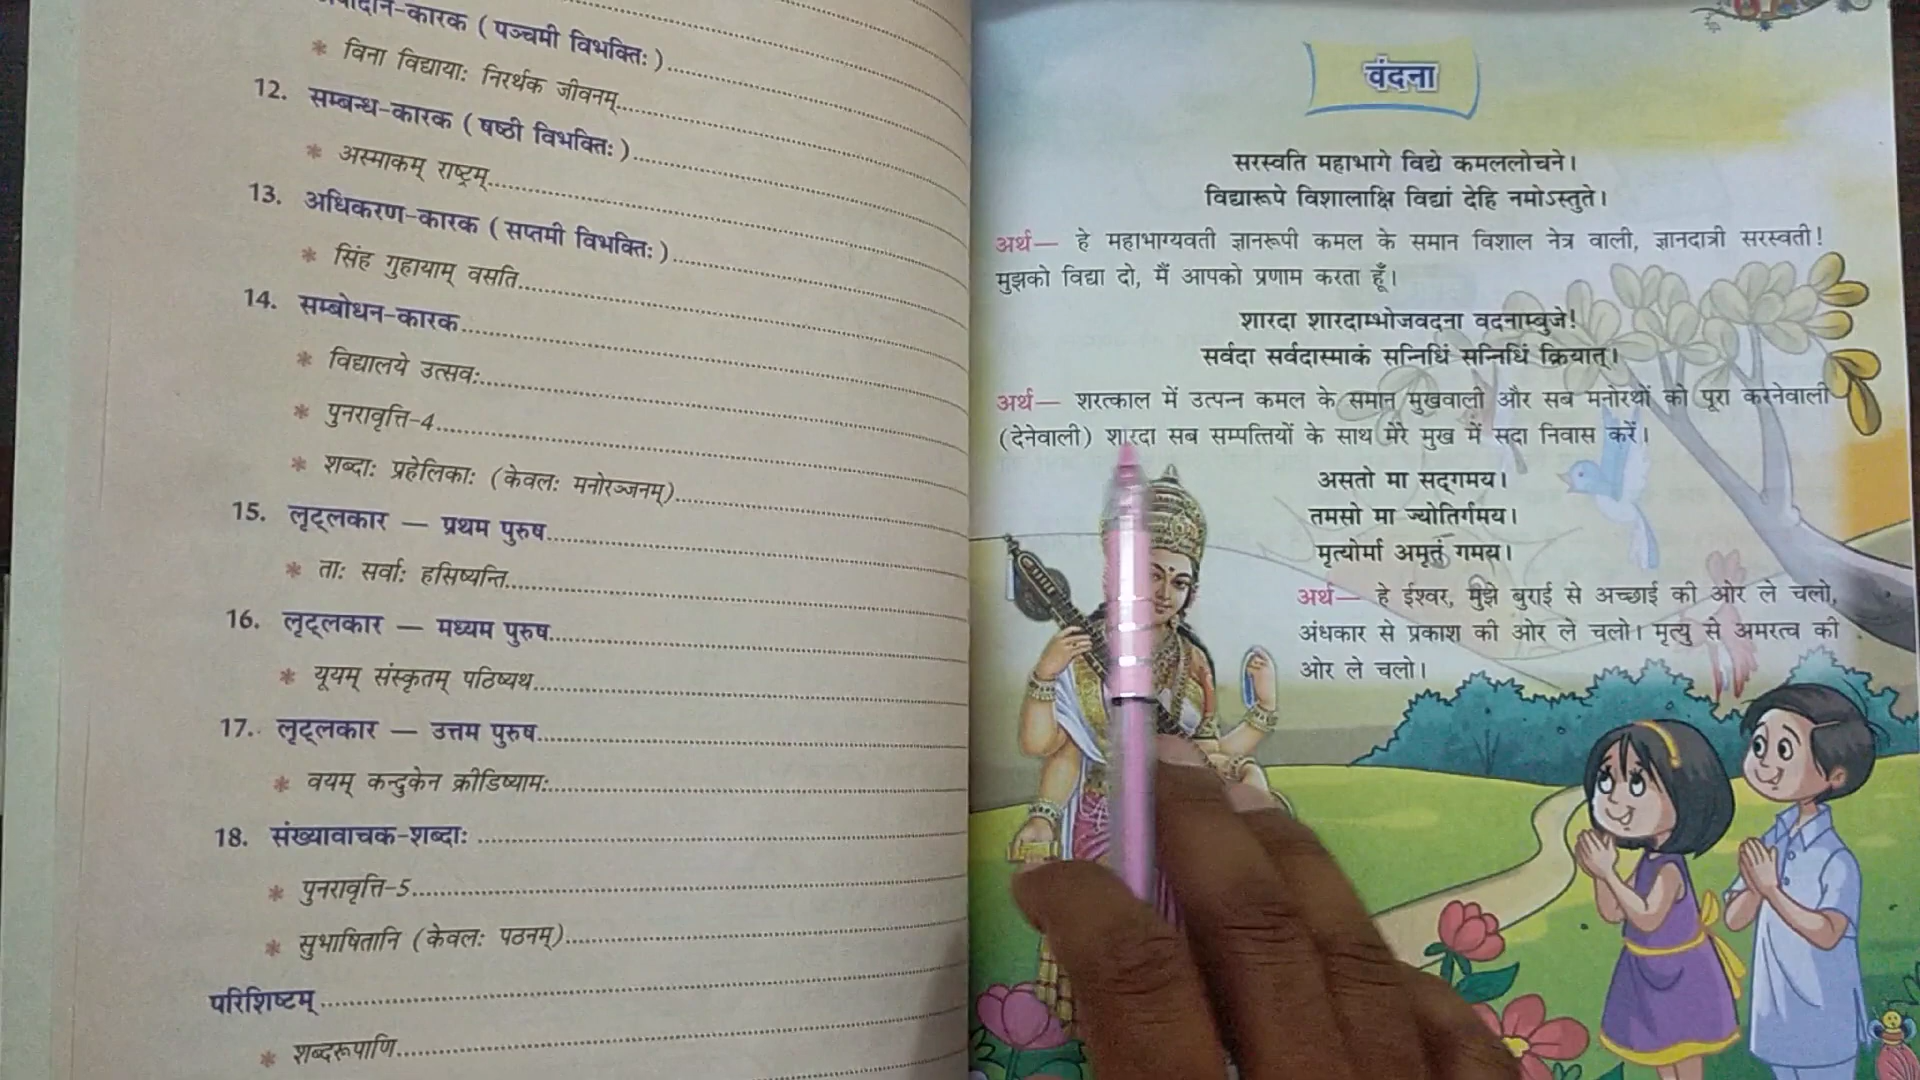 कारक ( पञ्चमी विभक्तिः )
* विना विद्यायाः निरर्थक जीवनम्
12. सम्बन्ध-कारक ( षष्ठी विभक्तिः )
* अस्माकम् राष्ट्रम्
13. अधिकरण-कारक ( सप्तमी विभक्तिः )
* सिंह गुहायाम् वसति
14. सम्बोधन-कारक
* विद्यालये उत्सवः
* पुनरावृत्ति-4
* शब्दाः प्रहेलिकाः (केवलः मनोरञ्जनम्)
15. लृट्लकार — प्रथम पुरुष
* ताः सर्वाः हसिष्यन्ति
16. लृट्लकार — मध्यम पुरुष
* यूयम् संस्कृतम् पठिष्यथ
17. लृट्लकार — उत्तम पुरुष
* वयम् कन्दुकेन क्रीडिष्यामः
18. संख्यावाचक-शब्दाः
* पुनरावृत्ति-5
* सुभाषितानि (केवलः पठनम्)
परिशिष्टम्
* शब्दरूपाणि
वंदना
सरस्वति महाभागे विद्ये कमललोचने।
विद्यारूपे विशालाक्षि विद्यां देहि नमोऽस्तुते।
अर्थ— हे महाभाग्यवती ज्ञानरूपी कमल के समान विशाल नेत्र वाली, ज्ञानदात्री सरस्वती!
मुझको विद्या दो, मैं आपको प्रणाम करता हूँ।
शारदा शारदाम्भोजवदना वदनाम्बुजे!
सर्वदा सर्वदास्माकं सन्निधिं सन्निधिं क्रियात्।
अर्थ— शरत्काल में उत्पन्न कमल के समान मुखवाली और सब मनोरथों को पूरा करनेवाली
(देनेवाली) शारदा सब सम्पत्तियों के साथ मेरे मुख में सदा निवास करें।
असतो मा सद्गमय।
तमसो मा ज्योतिर्गमय।
मृत्योर्मा अमृतं गमय।
अर्थ— हे ईश्वर, मुझे बुराई से अच्छाई की ओर ले चलो,
अंधकार से प्रकाश की ओर ले चलो। मृत्यु से अमरत्व की
ओर ले चलो।